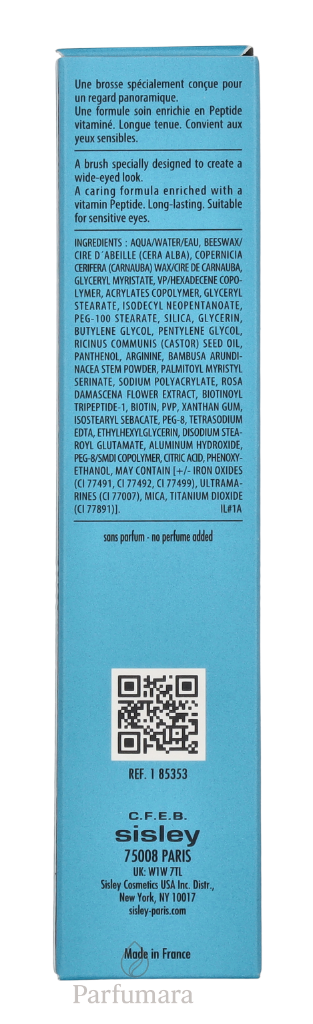 Une brosse spécialement conçue pour
un regard panoramique.
Une formule soin enrichie en Peptide
vitaminé. Longue tenue. Convient aux
yeux sensibles.
A brush specially designed to create a
wide-eyed look.
A caring formula enriched with a
vitamin Peptide. Long-lasting. Suitable
for sensitive eyes.
INGREDIENTS : AQUA/WATER/EAU, BEESWAX/
CIRE D´ABEILLE (CERA ALBA), COPERNICIA
CERIFERA (CARNAUBA) WAX/CIRE DE CARNAUBA,
GLYCERYL MYRISTATE, VP/HEXADECENE COPO-
LYMER, ACRYLATES COPOLYMER, GLYCERYL
STEARATE, ISODECYL NEOPENTANOATE,
PEG-100 STEARATE, SILICA, GLYCERIN,
BUTYLENE GLYCOL, PENTYLENE GLYCOL,
RICINUS COMMUNIS (CASTOR) SEED OIL,
PANTHENOL, ARGININE, BAMBUSA ARUNDI-
NACEA STEM POWDER, PALMITOYL MYRISTYL
SERINATE, SODIUM POLYACRYLATE, ROSA
DAMASCENA FLOWER EXTRACT, BIOTINOYL
TRIPEPTIDE-1, BIOTIN, PVP, XANTHAN GUM,
ISOSTEARYL SEBACATE, PEG-8, TETRASODIUM
EDTA, ETHYLHEXYLGLYCERIN, DISODIUM STEA-
ROYL GLUTAMATE, ALUMINUM HYDROXIDE,
PEG-8/SMDI COPOLYMER, CITRIC ACID, PHENOXY-
ETHANOL, MAY CONTAIN [+/- IRON OXIDES
(CI 77491, CI 77492, CI 77499), ULTRAMA-
RINES (CI 77007), MICA, TITANIUM DIOXIDE
(CI 77891)]. IL#1A
sans parfum - no perfume added
REF. 1 85353
C.F.E.B.
sisley
75008 PARIS
UK: W1W 7TL
Sisley Cosmetics USA Inc. Distr.,
New York, NY 10017
sisley-paris.com
Made in France
Parfumara